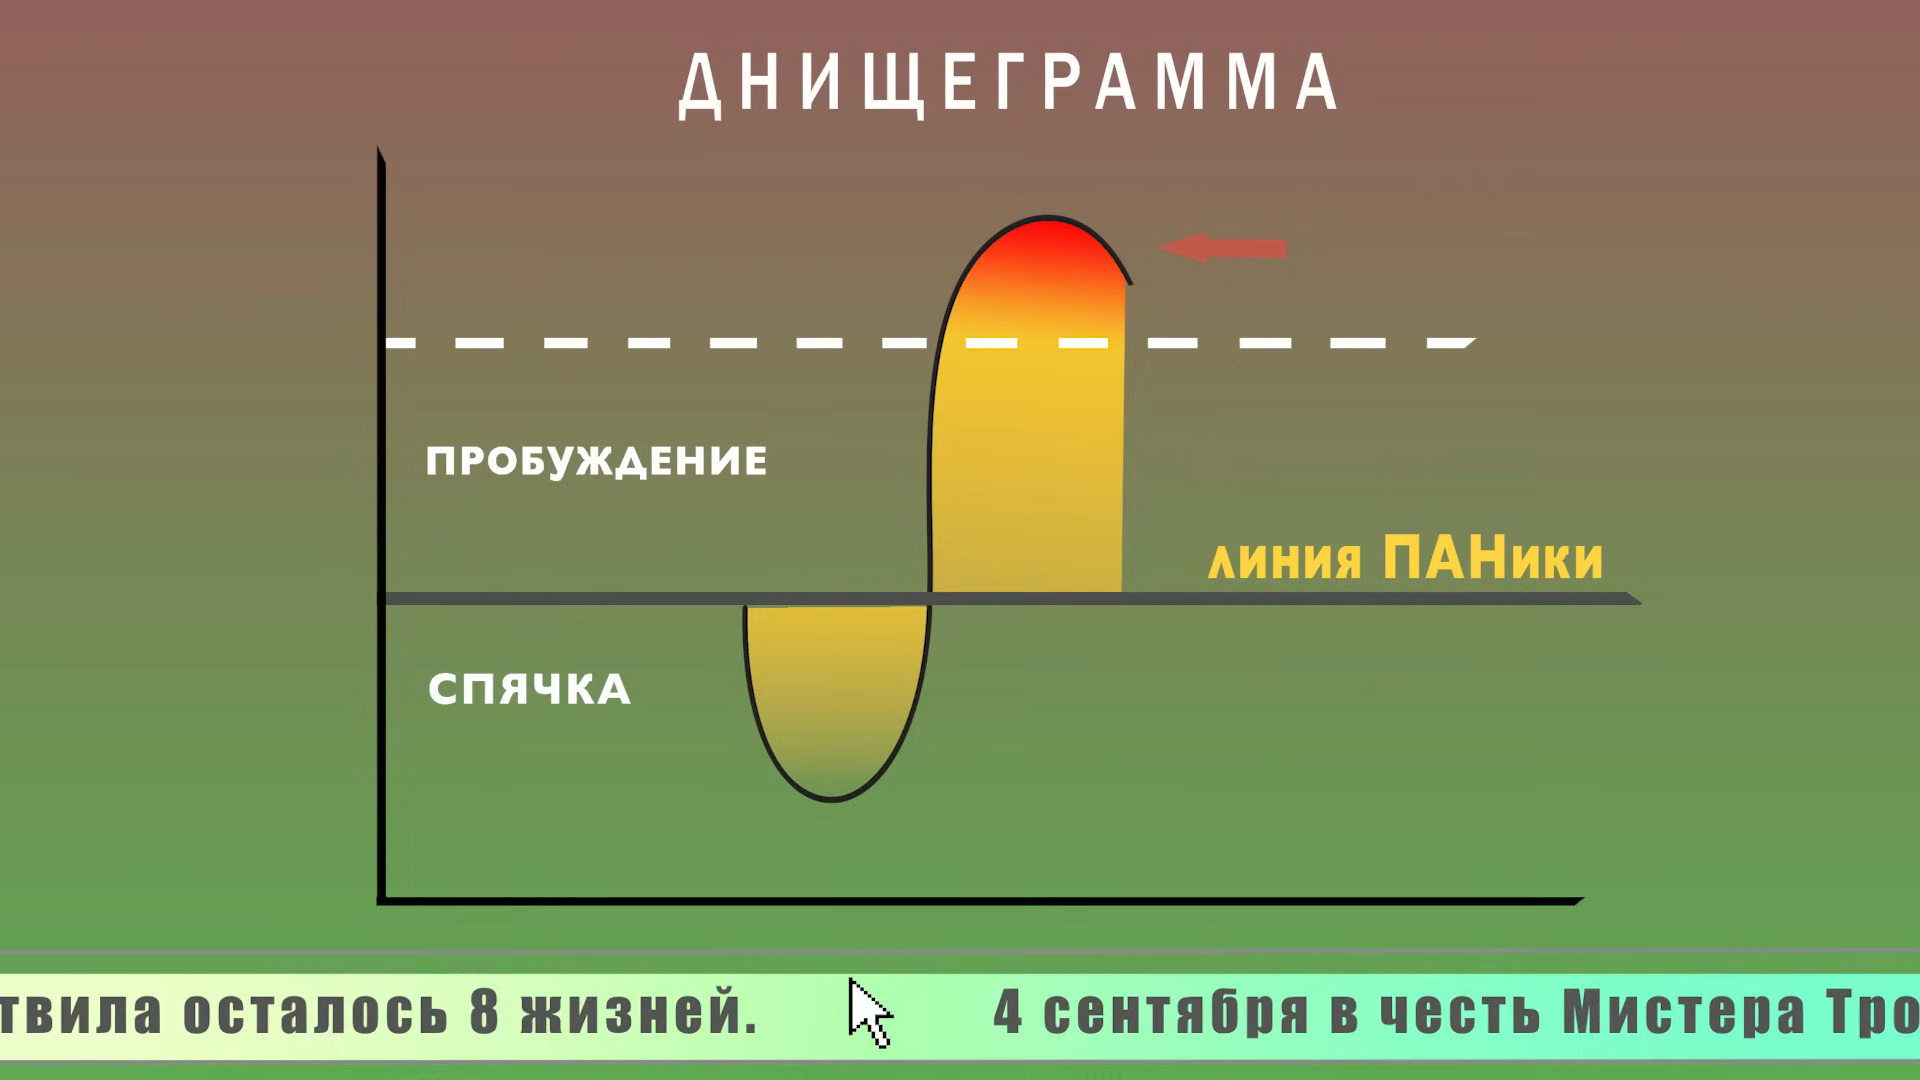 ДНИЩЕГРАММА
ПРОБУЖДЕНИЕ
линия ПАНики
СПЯЧКА
твила осталось 8 жизней. 4 сентября в честь Мистера Тро